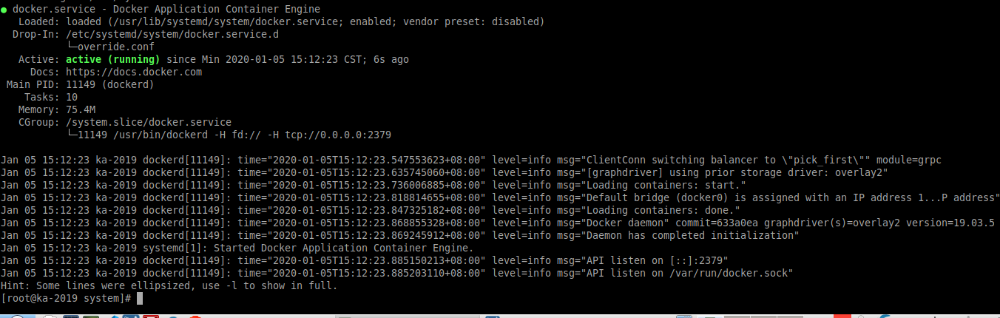 ● docker.service - Docker Application Container Engine
   Loaded: loaded (/usr/lib/systemd/system/docker.service; enabled; vendor preset: disabled)
  Drop-In: /etc/systemd/system/docker.service.d
           └─override.conf
   Active: active (running) since Min 2020-01-05 15:12:23 CST; 6s ago
     Docs: https://docs.docker.com
 Main PID: 11149 (dockerd)
    Tasks: 10
   Memory: 75.4M
   CGroup: /system.slice/docker.service
           └─11149 /usr/bin/dockerd -H fd:// -H tcp://0.0.0.0:2379

Jan 05 15:12:23 ka-2019 dockerd[11149]: time="2020-01-05T15:12:23.547553623+08:00" level=info msg="ClientConn switching balancer to \"pick_first\"" module=grpc
Jan 05 15:12:23 ka-2019 dockerd[11149]: time="2020-01-05T15:12:23.635745060+08:00" level=info msg="[graphdriver] using prior storage driver: overlay2"
Jan 05 15:12:23 ka-2019 dockerd[11149]: time="2020-01-05T15:12:23.736006885+08:00" level=info msg="Loading containers: start."
Jan 05 15:12:23 ka-2019 dockerd[11149]: time="2020-01-05T15:12:23.818814655+08:00" level=info msg="Default bridge (docker0) is assigned with an IP address 1...P address"
Jan 05 15:12:23 ka-2019 dockerd[11149]: time="2020-01-05T15:12:23.847325182+08:00" level=info msg="Loading containers: done."
Jan 05 15:12:23 ka-2019 dockerd[11149]: time="2020-01-05T15:12:23.868855328+08:00" level=info msg="Docker daemon" commit=633a0ea graphdriver(s)=overlay2 version=19.03.5
Jan 05 15:12:23 ka-2019 dockerd[11149]: time="2020-01-05T15:12:23.869245912+08:00" level=info msg="Daemon has completed initialization"
Jan 05 15:12:23 ka-2019 systemd[1]: Started Docker Application Container Engine.
Jan 05 15:12:23 ka-2019 dockerd[11149]: time="2020-01-05T15:12:23.885150213+08:00" level=info msg="API listen on [::]:2379"
Jan 05 15:12:23 ka-2019 dockerd[11149]: time="2020-01-05T15:12:23.885203110+08:00" level=info msg="API listen on /var/run/docker.sock"
Hint: Some lines were ellipsized, use -l to show in full.
[root@ka-2019 system]#